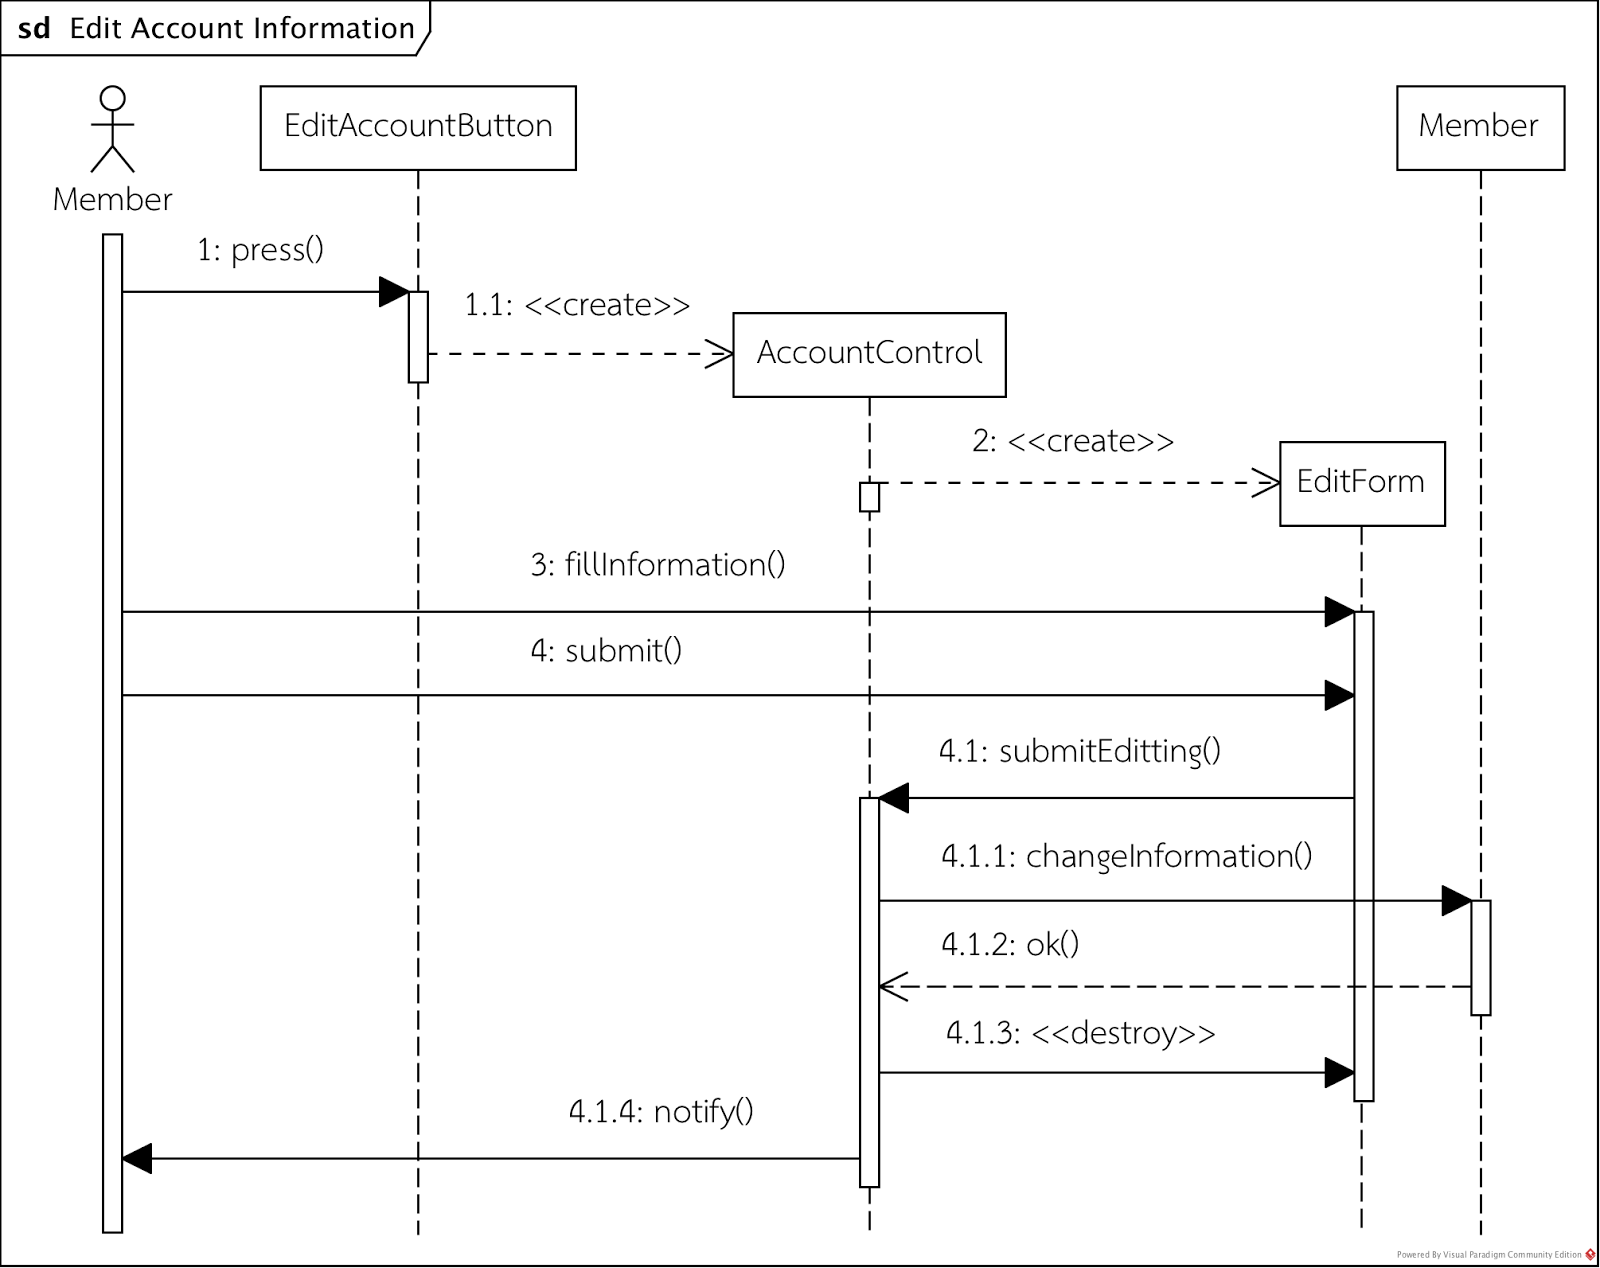 sd Edit Account Information
EditAccountButton
Member
Member
1: press()
1.1: <<create>>
AccountControl
2: <<create>>
EditForm
3: fillInformation()
4: submit()
4.1: submitEditting()
4.1.1: changeInformation()
4.1.2: ok()
4.1.3: <<destroy>>
4.1.4: notify()
Powered By Visual Paradigm Community Edition